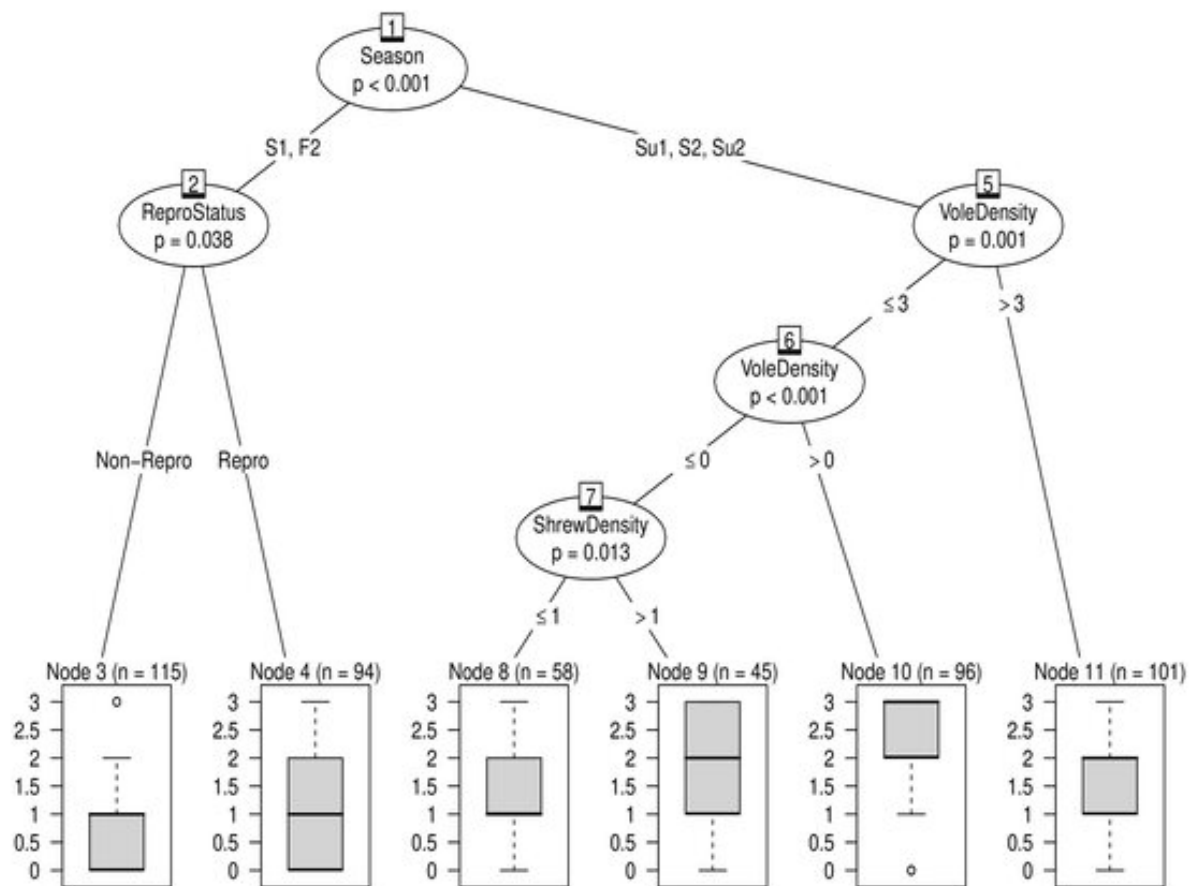 1
Season
p < 0.001
S1, F2
Su1, S2, Su2
2
ReproStatus
p = 0.038
5
VoleDensity
p = 0.001
≤ 3
> 3
6
VoleDensity
p < 0.001
Non−Repro
Repro
≤ 0
> 0
7
ShrewDensity
p = 0.013
≤ 1
> 1
Node 3 (n = 115)
3
2.5
2
1.5
1
0.5
0
Node 4 (n = 94)
3
2.5
2
1.5
1
0.5
0
Node 8 (n = 58)
3
2.5
2
1.5
1
0.5
0
Node 9 (n = 45)
3
2.5
2
1.5
1
0.5
0
Node 10 (n = 96)
3
2.5
2
1.5
1
0.5
0
Node 11 (n = 101)
3
2.5
2
1.5
1
0.5
0